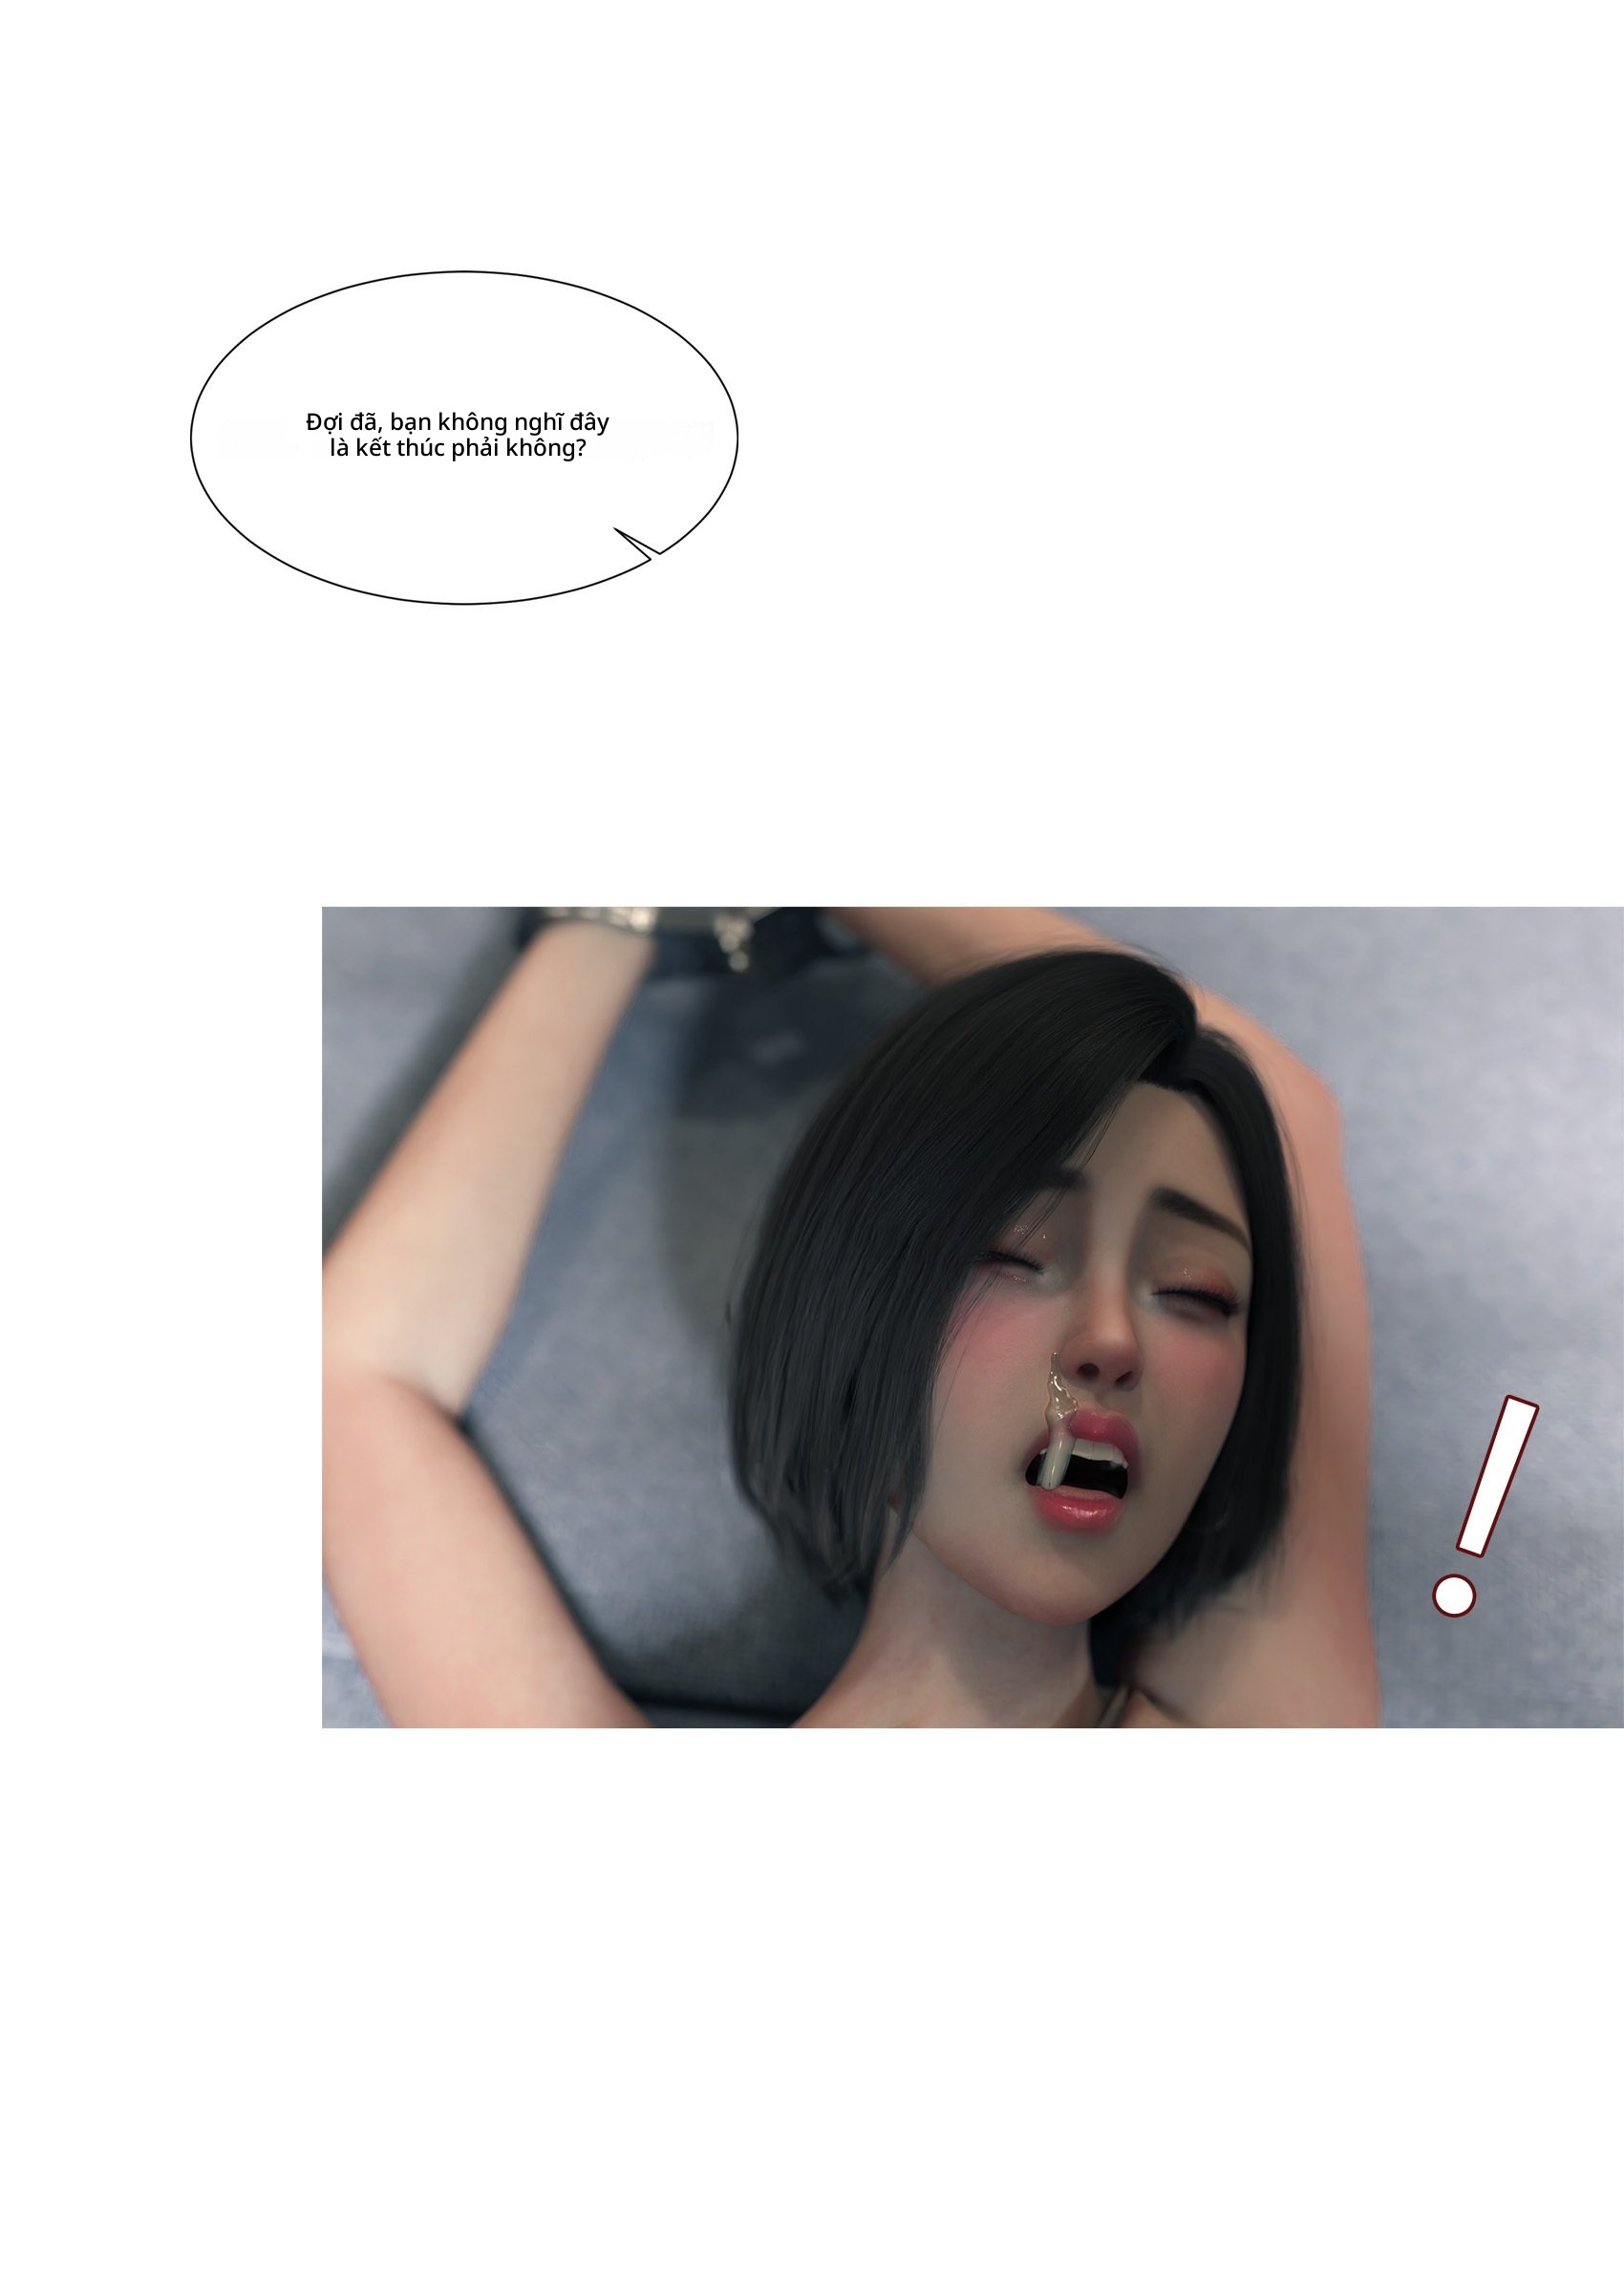 Đợi đã, bạn không nghĩ đây
là kết thúc phải không?
!